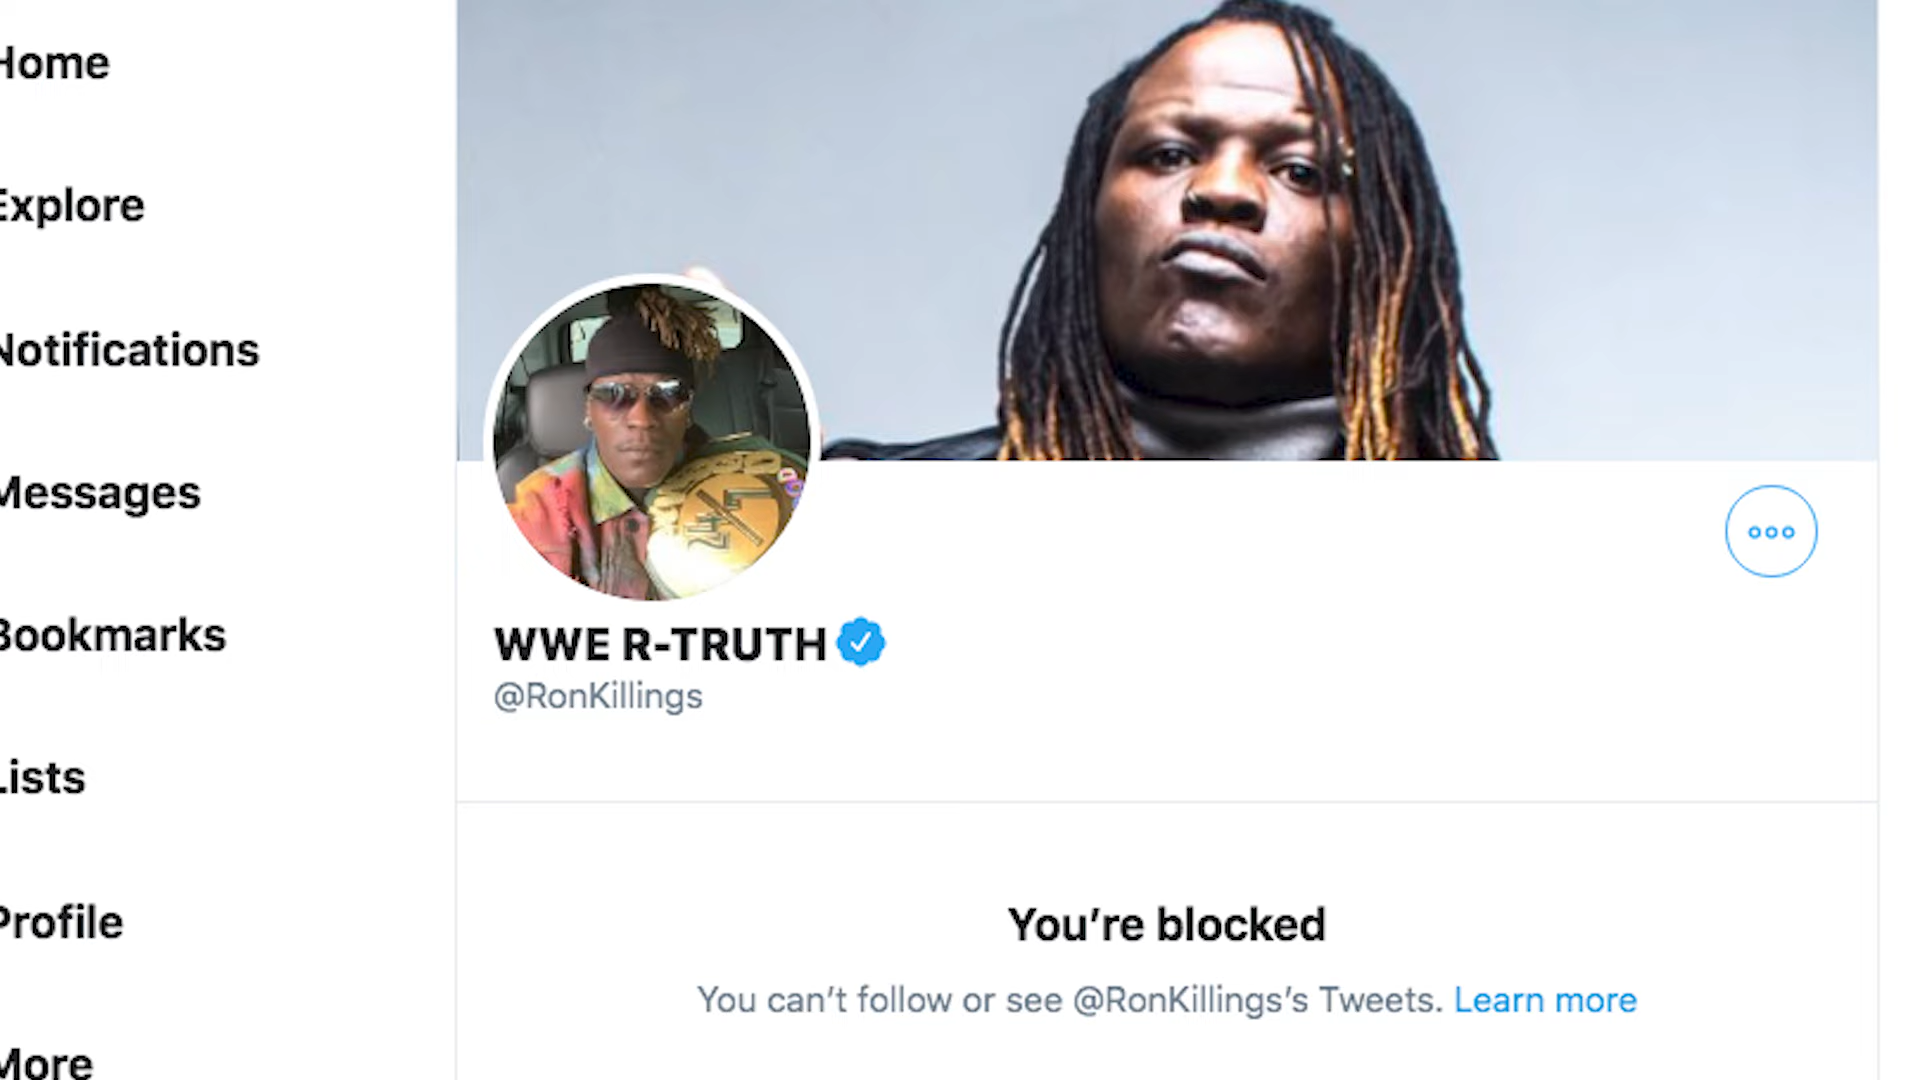 Home
Explore
Notifications
Messages
Bookmarks
Lists
Profile
More
WWE R-TRUTH
@RonKillings
You’re blocked
You can’t follow or see @RonKillings’s Tweets. Learn more